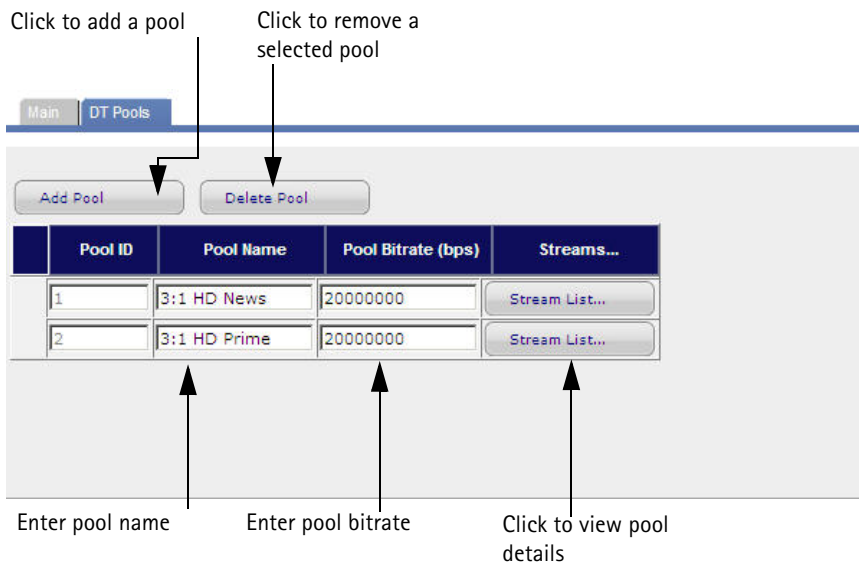 Click to add a pool
Click to remove a
selected pool
Main
DT Pools
Add Pool
Delete Pool
Pool ID
Pool Name
Pool Bitrate (bps)
Streams...
1
3:1 HD News
20000000
Stream List...
2
3:1 HD Prime
20000000
Stream List...
Enter pool name
Enter pool bitrate
Click to view pool
details